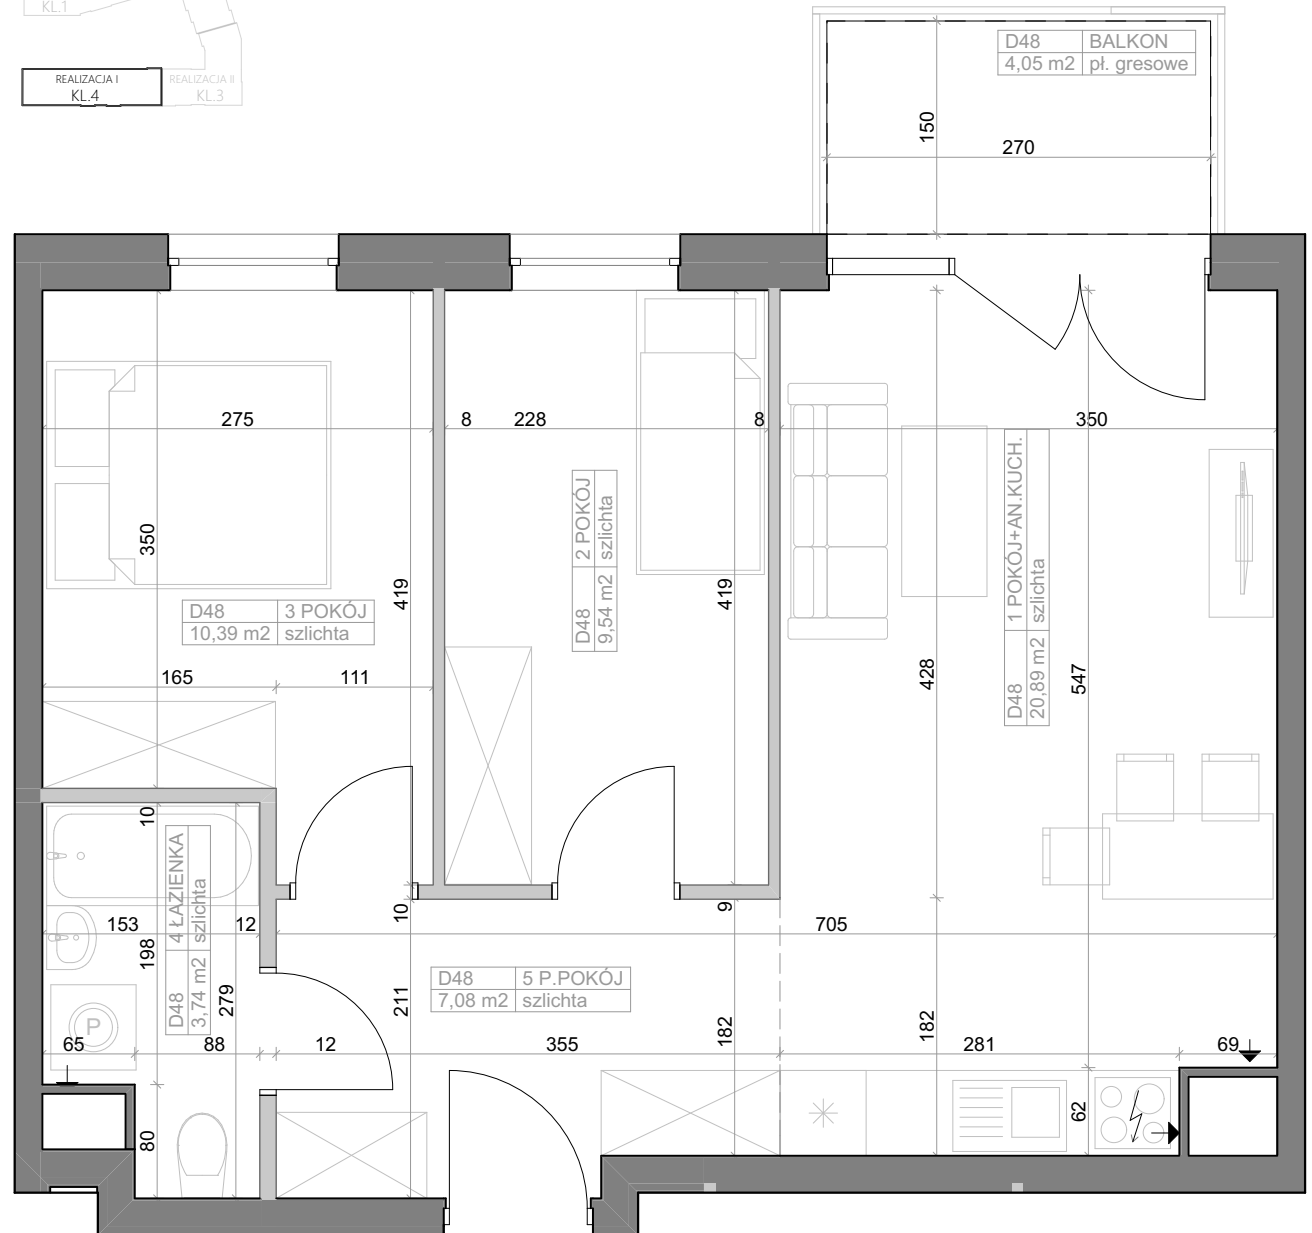 KL.1
REALIZACJA I
KL.4
REALIZACJA II
KL.3
D48 BALKON
4,05 m2 pł. gresowe
150
270
275
8
228
8
350
350
419
419
428
547
D48 2 POKÓJ
9,54 m2 szlichta
D48 1 POKÓJ+AN.KUCH.
20,89 m2 szlichta
D48 3 POKÓJ
10,39 m2 szlichta
165
111
10
D48 4 ŁAZIENKA
3,74 m2 szlichta
153
12
198
279
10
9
705
D48 5 P.POKÓJ
7,08 m2 szlichta
211
182
182
P
65
88
12
355
281
69
80
62